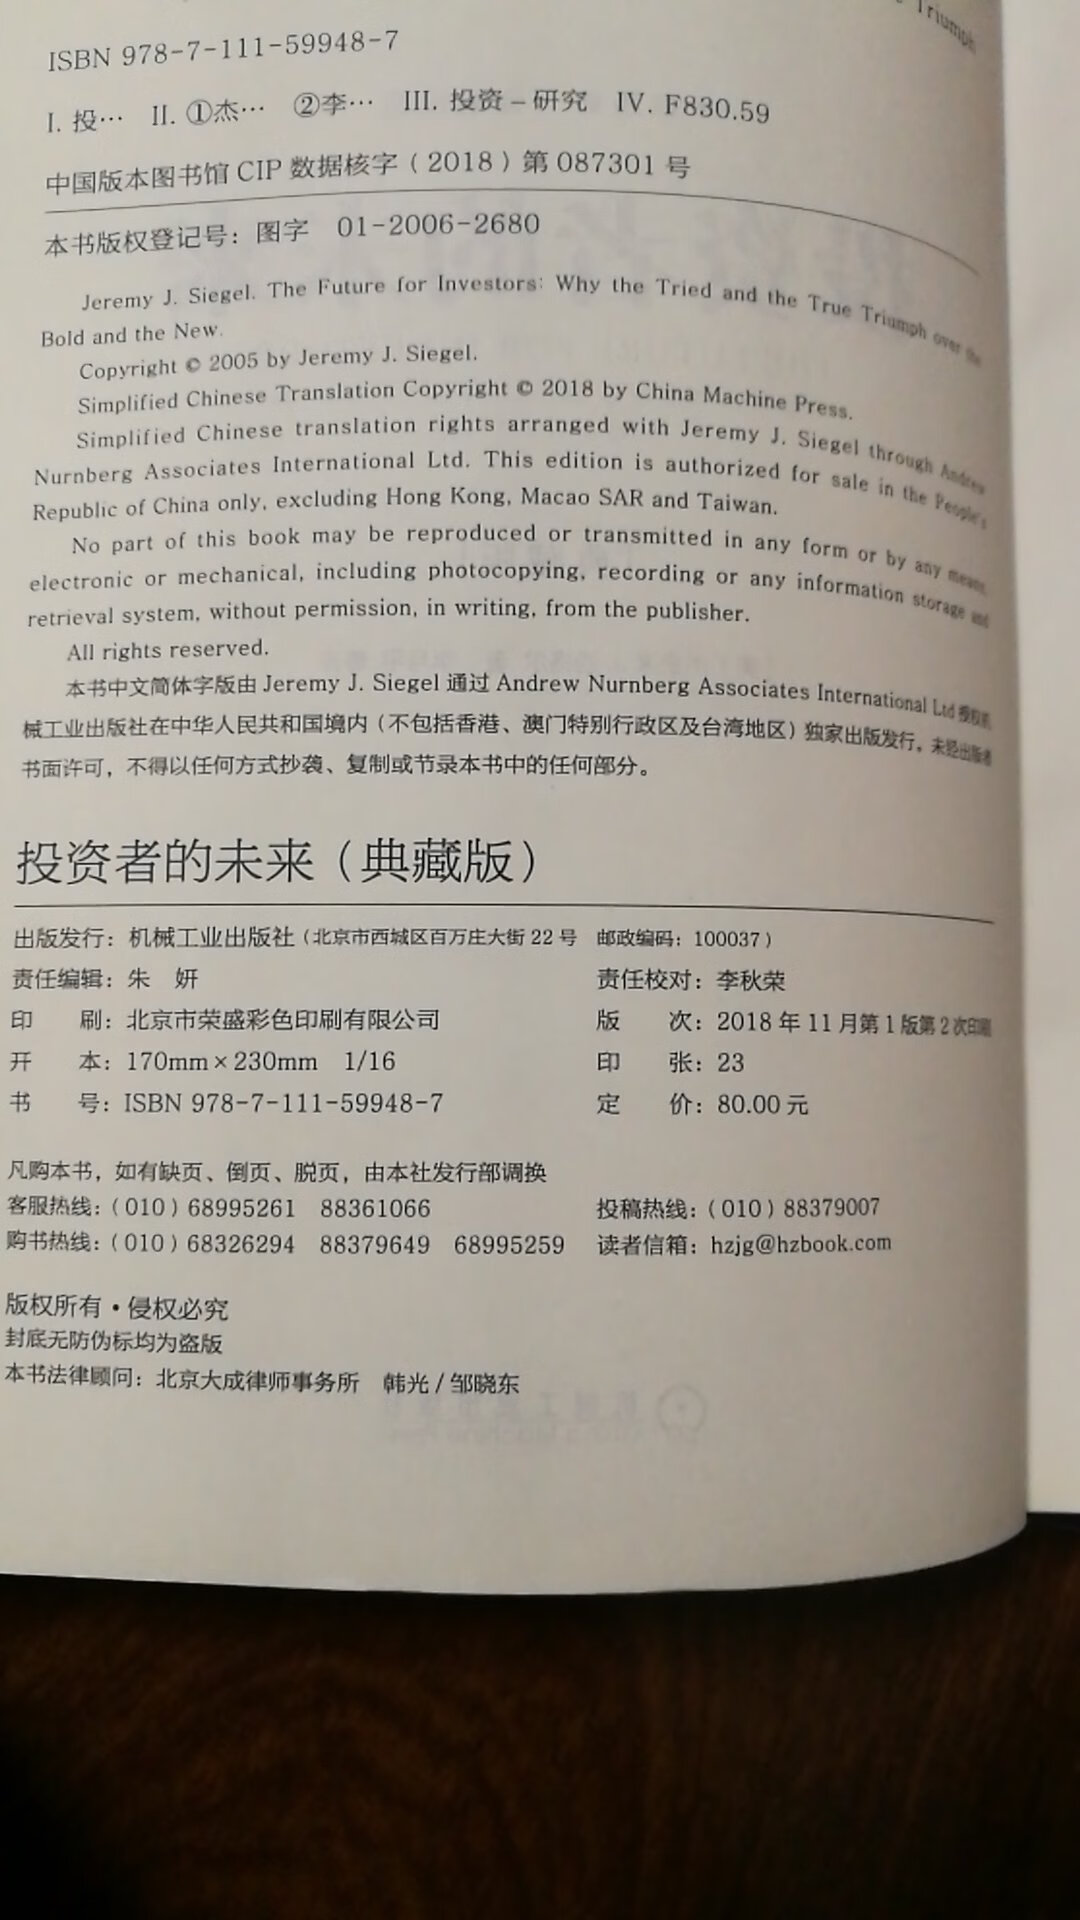 Triumph
ISBN 978-7-111-59948-7
I. 投… II. ①杰… ②李… III. 投资－研究 IV. F830.59
中国版本图书馆 CIP 数据核字（2018）第 087301 号
本书版权登记号：图字 01-2006-2680
Jeremy J. Siegel. The Future for Investors: Why the Tried and the True Triumph over the
Bold and the New.
Copyright © 2005 by Jeremy J. Siegel.
Simplified Chinese Translation Copyright © 2018 by China Machine Press.
Simplified Chinese translation rights arranged with Jeremy J. Siegel through Andrew
Nurnberg Associates International Ltd. This edition is authorized for sale in the People's
Republic of China only, excluding Hong Kong, Macao SAR and Taiwan.
No part of this book may be reproduced or transmitted in any form or by any means,
electronic or mechanical, including photocopying, recording or any information storage and
retrieval system, without permission, in writing, from the publisher.
All rights reserved.
本书中文简体字版由 Jeremy J. Siegel 通过 Andrew Nurnberg Associates International Ltd 授权机
械工业出版社在中华人民共和国境内（不包括香港、澳门特别行政区及台湾地区）独家出版发行，未经出版者
书面许可，不得以任何方式抄袭、复制或节录本书中的任何部分。
投资者的未来（典藏版）
出版发行：机械工业出版社（北京市西城区百万庄大街 22 号 邮政编码：100037）
责任编辑：朱 妍 责任校对：李秋荣
印 刷：北京市荣盛彩色印刷有限公司 版 次：2018 年 11 月第 1 版第 2 次印刷
开 本：170mm×230mm 1/16 印 张：23
书 号：ISBN 978-7-111-59948-7 定 价：80.00 元
凡购本书，如有缺页、倒页、脱页，由本社发行部调换
客服热线：（010）68995261 88361066 投稿热线：（010）88379007
购书热线：（010）68326294 88379649 68995259 读者信箱：hzjg@hzbook.com
版权所有·侵权必究
封底无防伪标均为盗版
本书法律顾问：北京大成律师事务所 韩光/邹晓东